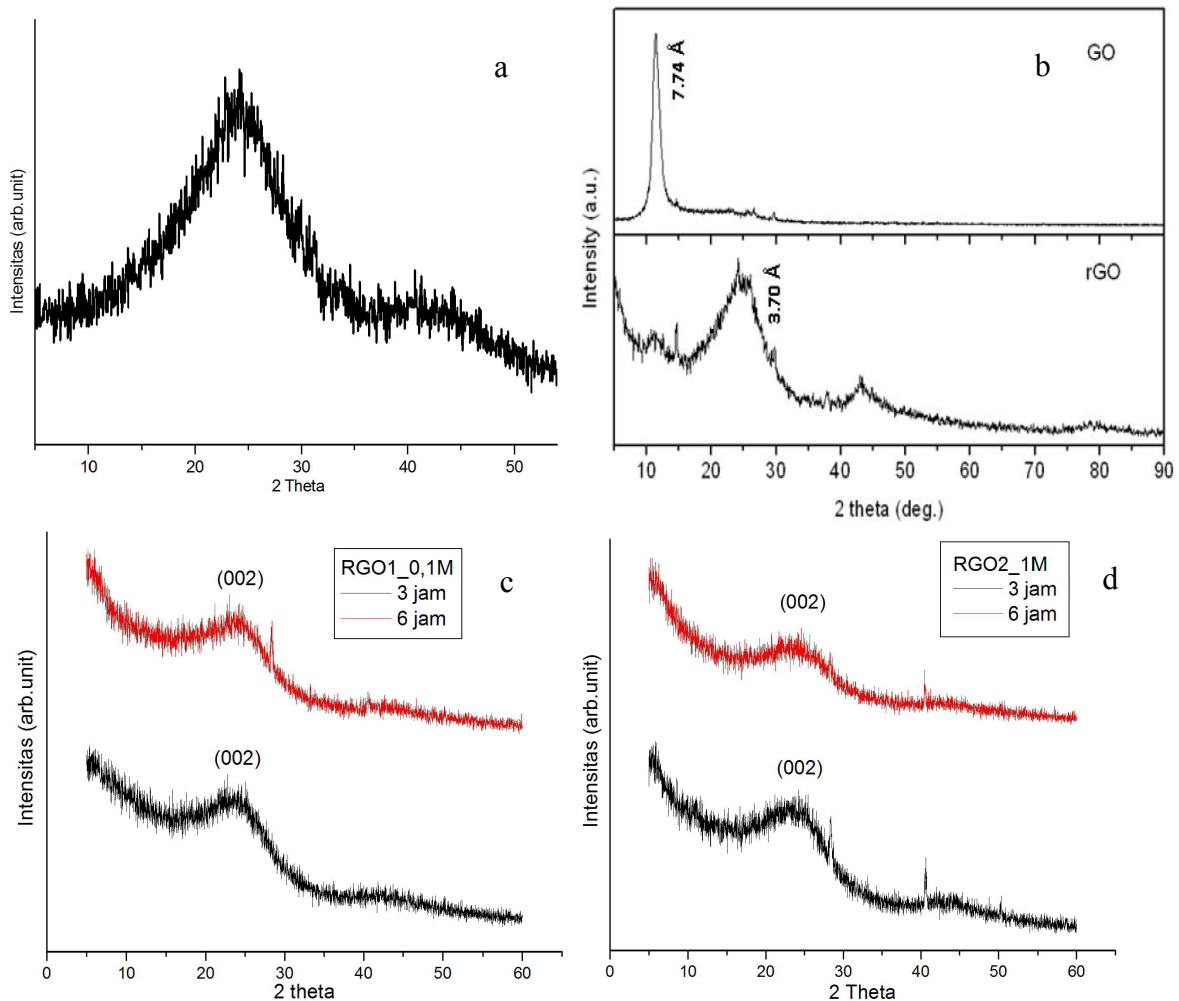 a
Intensitas (arb.unit)
10 20 30 40 50
2 Theta
b
GO
7.74 Å
rGO
3.70 Å
Intensity (a.u.)
10 20 30 40 50 60 70 80 90
2 theta (deg.)
c
RGO1_0,1M
3 jam
6 jam
(002)
(002)
Intensitas (arb.unit)
0 10 20 30 40 50 60
2 theta
d
RGO2_1M
3 jam
6 jam
(002)
(002)
Intensitas (arb.unit)
0 10 20 30 40 50 60
2 Theta